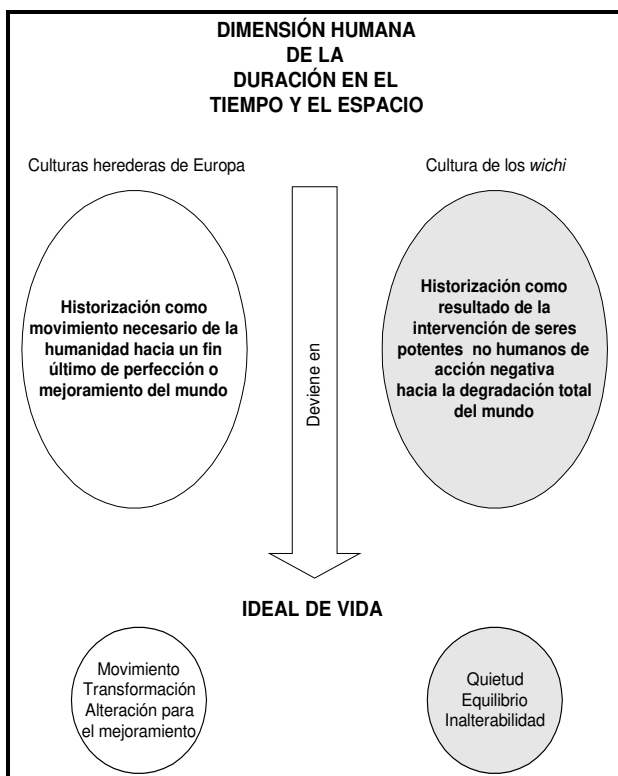 DIMENSIÓN HUMANA
DE LA
DURACIÓN EN EL
TIEMPO Y EL ESPACIO
Culturas herederas de Europa
Cultura de los wichi
Historización como
movimiento necesario de la
humanidad hacia un fin
último de perfección o
mejoramiento del mundo
Deviene en
Historización como
resultado de la
intervención de seres
potentes no humanos de
acción negativa
hacia la degradación total
del mundo
IDEAL DE VIDA
Movimiento
Transformación
Alteración para
el mejoramiento
Quietud
Equilibrio
Inalterabilidad